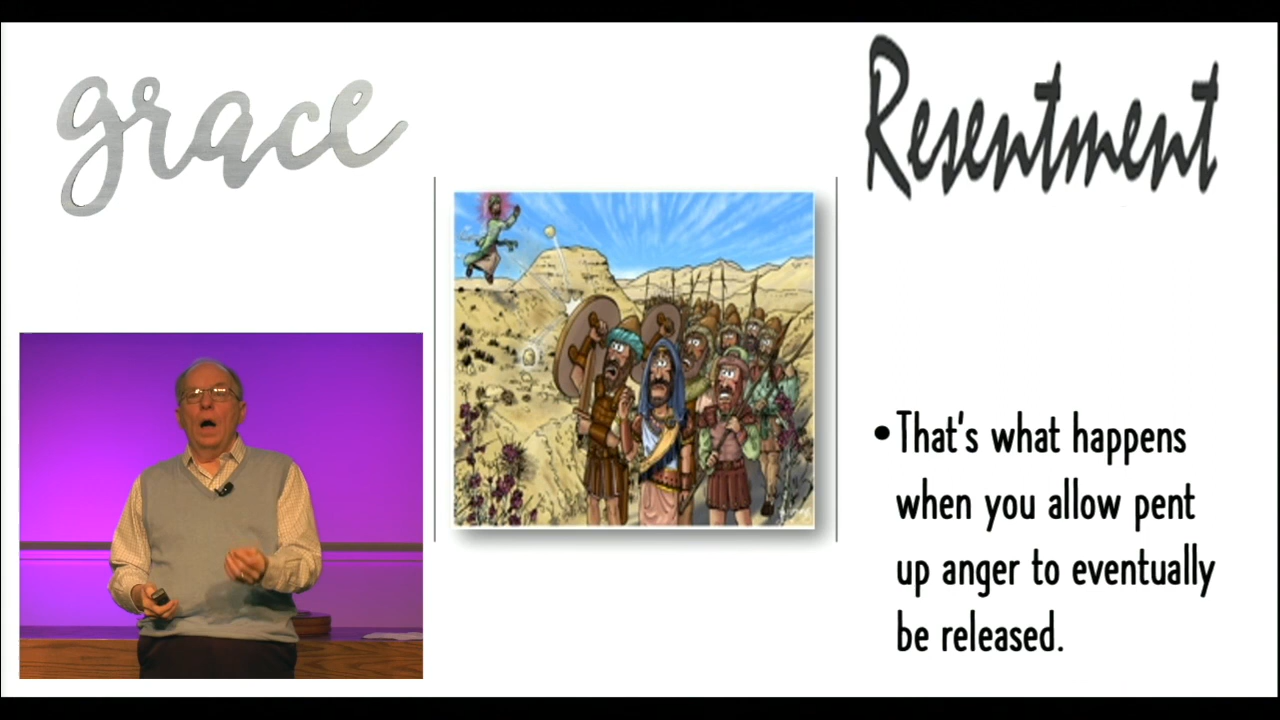 grace
Resentment
•That's what happens
when you allow pent
up anger to eventually
be released.